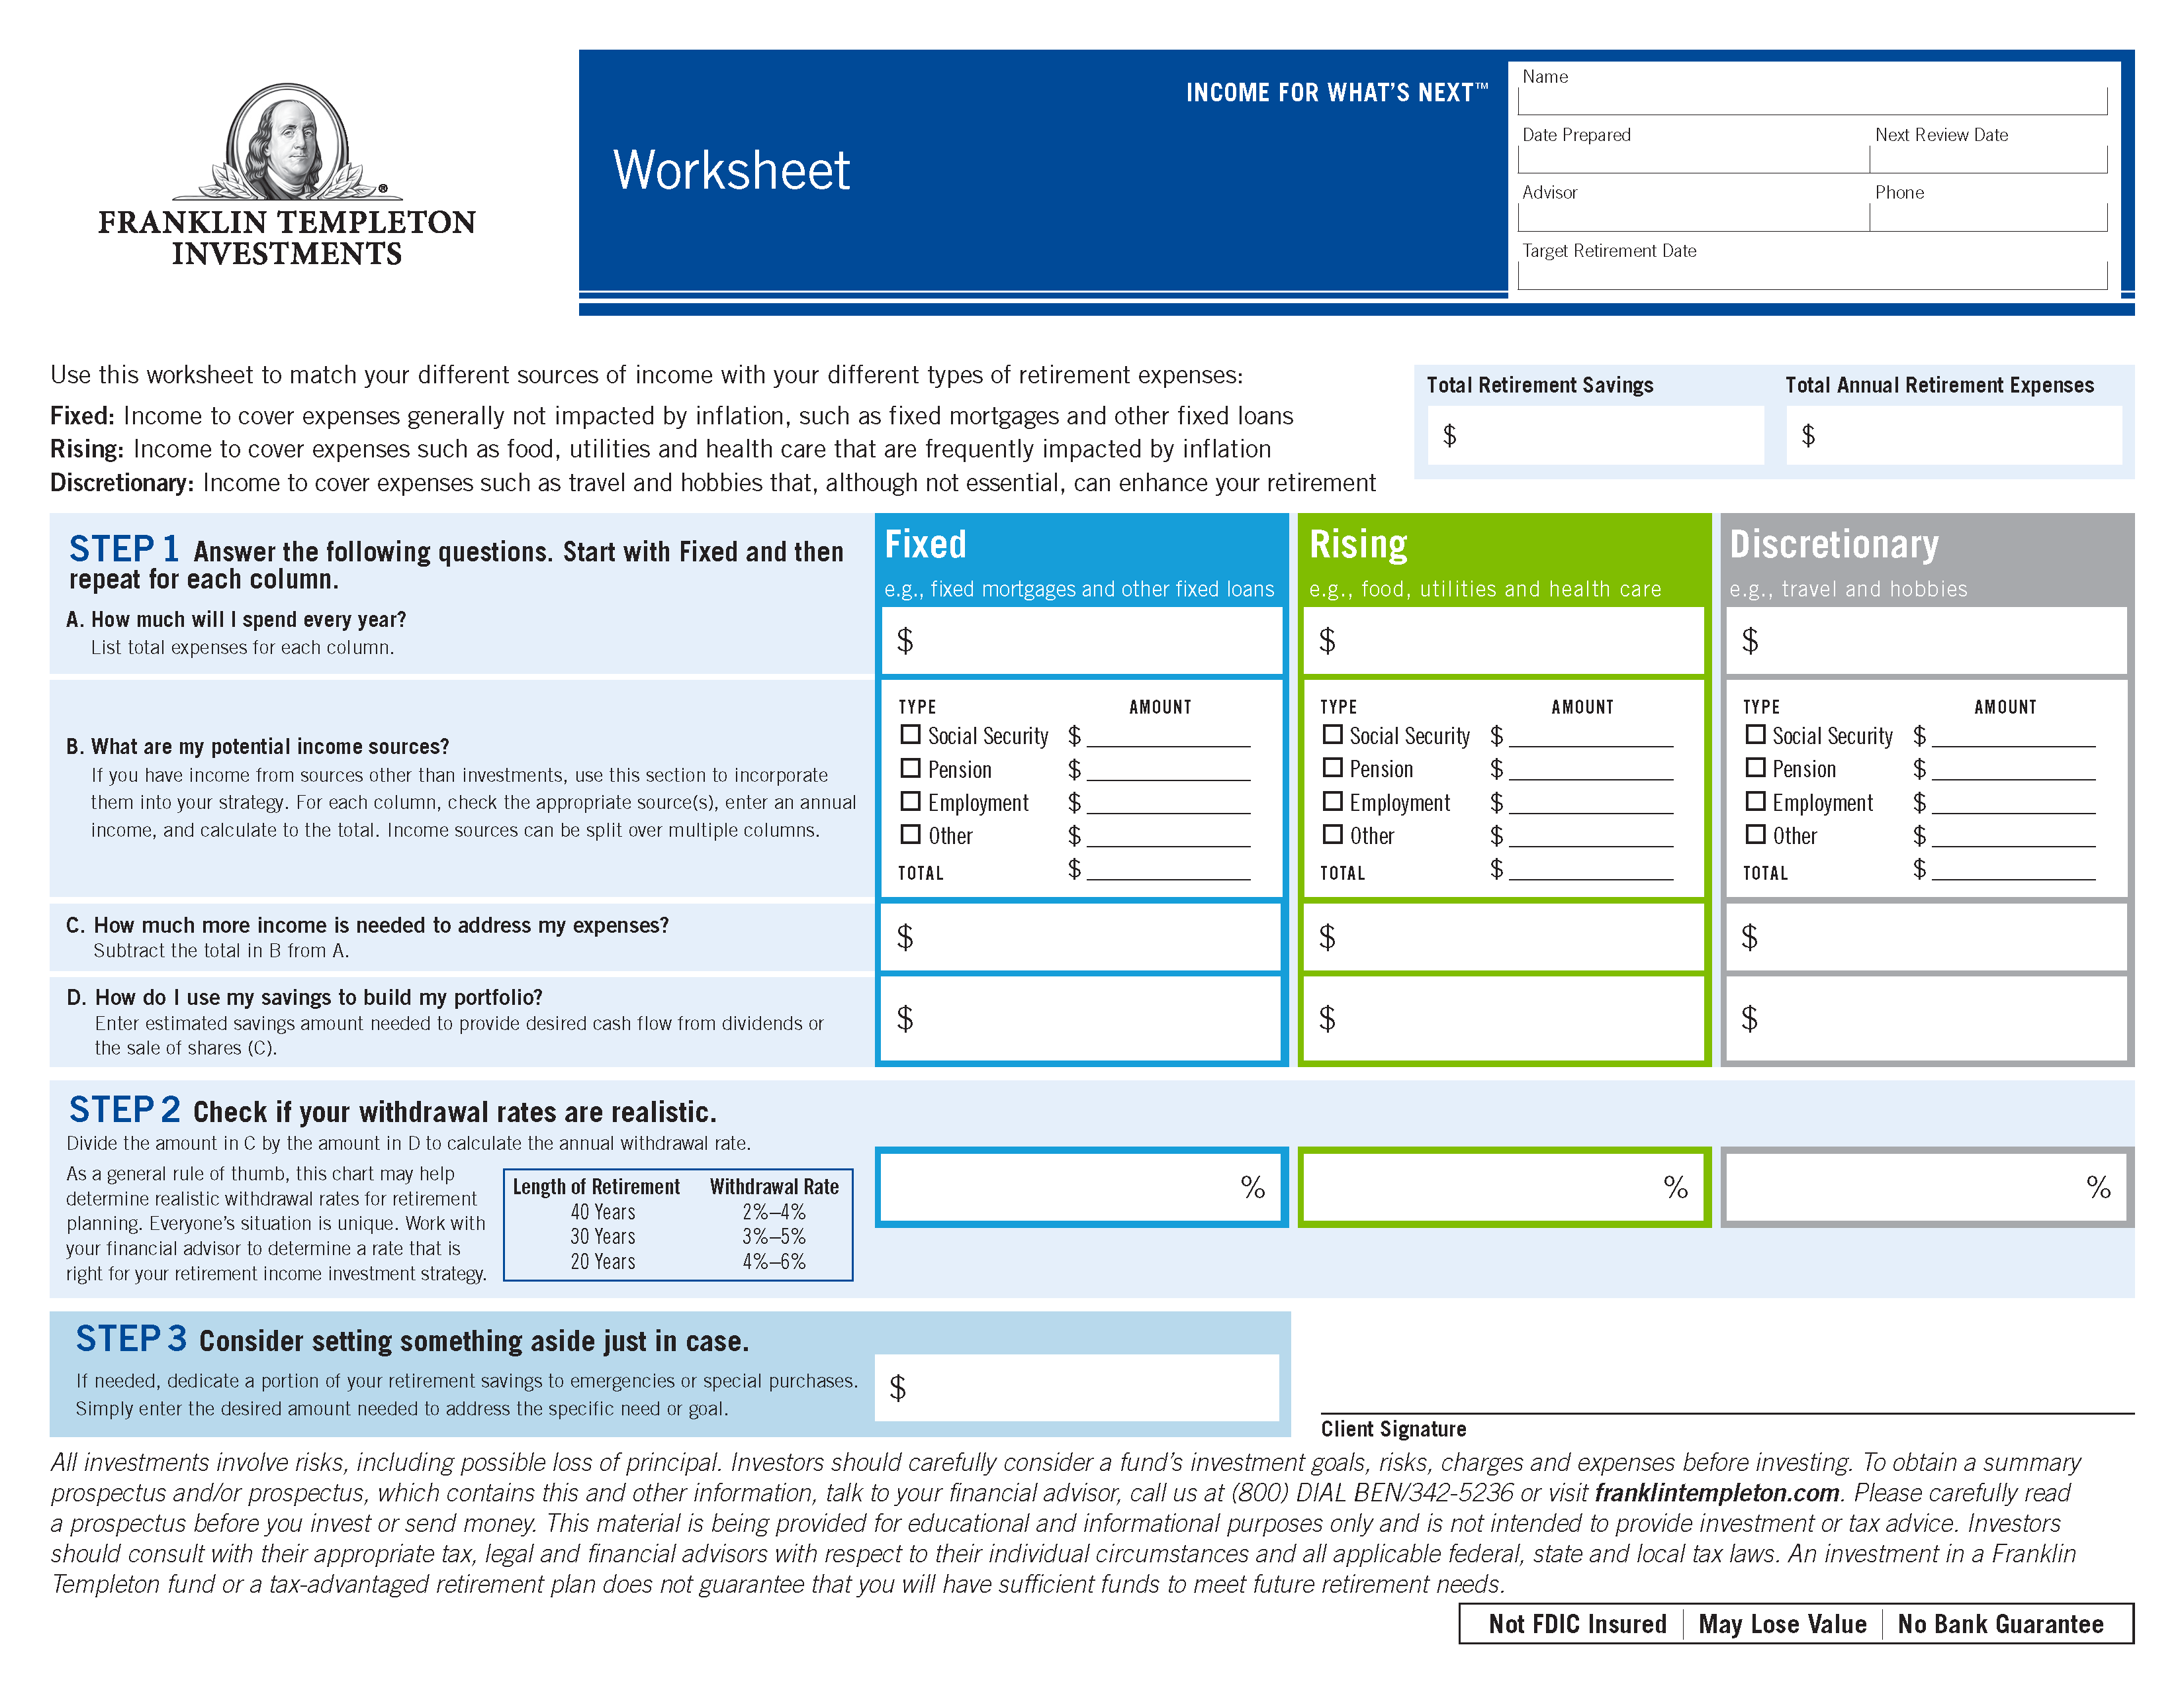 FRANKLIN TEMPLETON
INVESTMENTS
INCOME FOR WHAT'S NEXT™
Worksheet
Name
Date Prepared Next Review Date
Advisor Phone
Target Retirement Date
Use this worksheet to match your different sources of income with your different types of retirement expenses:
Fixed: Income to cover expenses generally not impacted by inflation, such as fixed mortgages and other fixed loans
Rising: Income to cover expenses such as food, utilities and health care that are frequently impacted by inflation
Discretionary: Income to cover expenses such as travel and hobbies that, although not essential, can enhance your retirement
Total Retirement Savings Total Annual Retirement Expenses
$ $
STEP 1 Answer the following questions. Start with Fixed and then
repeat for each column.
Fixed
e.g., fixed mortgages and other fixed loans
Rising
e.g., food, utilities and health care
Discretionary
e.g., travel and hobbies
A. How much will I spend every year?
List total expenses for each column.
$ $ $
B. What are my potential income sources?
If you have income from sources other than investments, use this section to incorporate
them into your strategy. For each column, check the appropriate source(s), enter an annual
income, and calculate to the total. Income sources can be split over multiple columns.
TYPE AMOUNT
Social Security $
Pension $
Employment $
Other $
TOTAL $
TYPE AMOUNT
Social Security $
Pension $
Employment $
Other $
TOTAL $
TYPE AMOUNT
Social Security $
Pension $
Employment $
Other $
TOTAL $
C. How much more income is needed to address my expenses?
Subtract the total in B from A.
$ $ $
D. How do I use my savings to build my portfolio?
Enter estimated savings amount needed to provide desired cash flow from dividends or
the sale of shares (C).
$ $ $
STEP 2 Check if your withdrawal rates are realistic.
Divide the amount in C by the amount in D to calculate the annual withdrawal rate.
As a general rule of thumb, this chart may help
determine realistic withdrawal rates for retirement
planning. Everyone's situation is unique. Work with
your financial advisor to determine a rate that is
right for your retirement income investment strategy.
Length of Retirement Withdrawal Rate
40 Years 2%–4%
30 Years 3%–5%
20 Years 4%–6%
% % %
STEP 3 Consider setting something aside just in case.
If needed, dedicate a portion of your retirement savings to emergencies or special purchases.
Simply enter the desired amount needed to address the specific need or goal.
$
Client Signature
All investments involve risks, including possible loss of principal. Investors should carefully consider a fund's investment goals, risks, charges and expenses before investing. To obtain a summary
prospectus and/or prospectus, which contains this and other information, talk to your financial advisor, call us at (800) DIAL BEN/342-5236 or visit franklintempleton.com. Please carefully read
a prospectus before you invest or send money. This material is being provided for educational and informational purposes only and is not intended to provide investment or tax advice. Investors
should consult with their appropriate tax, legal and financial advisors with respect to their individual circumstances and all applicable federal, state and local tax laws. An investment in a Franklin
Templeton fund or a tax-advantaged retirement plan does not guarantee that you will have sufficient funds to meet future retirement needs.
Not FDIC Insured | May Lose Value | No Bank Guarantee